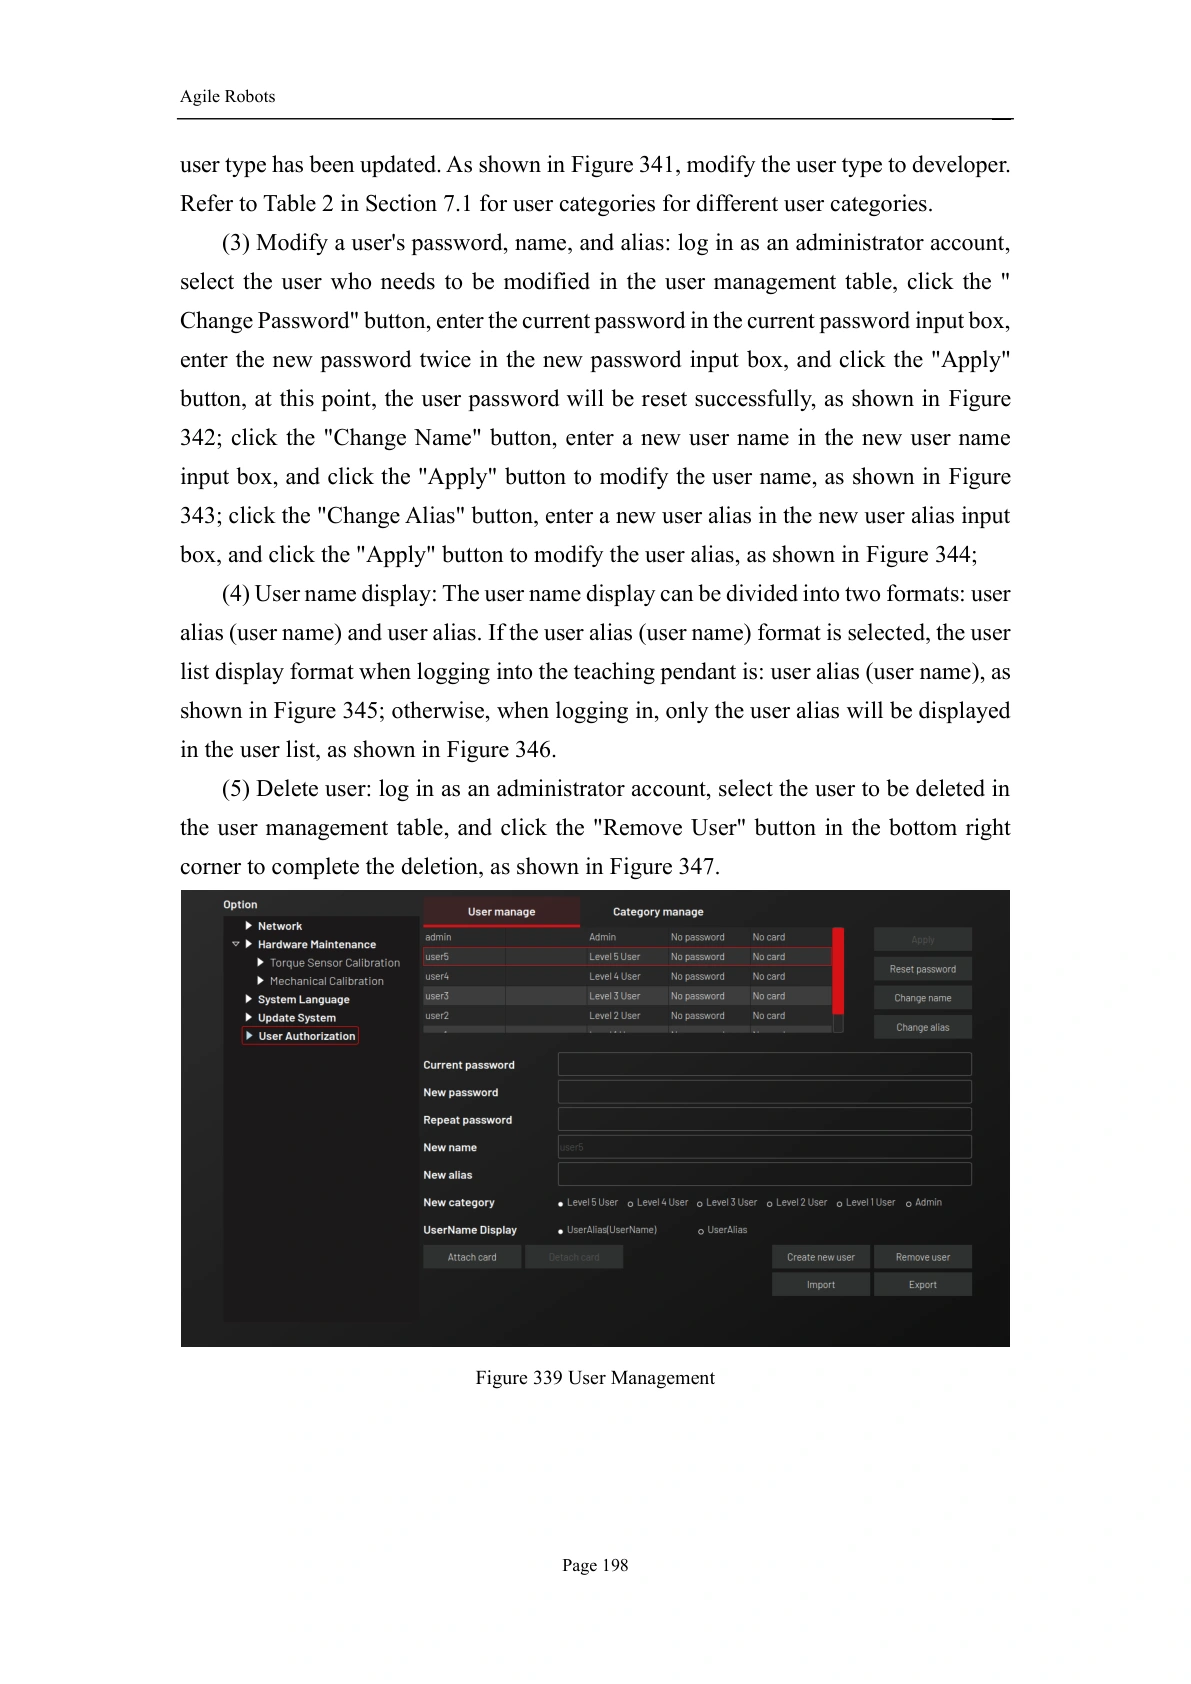 Agile Robots
user type has been updated. As shown in Figure 341, modify the user type to developer.
Refer to Table 2 in Section 7.1 for user categories for different user categories.
(3) Modify a user's password, name, and alias: log in as an administrator account,
select the user who needs to be modified in the user management table, click the "
Change Password" button, enter the current password in the current password input box,
enter the new password twice in the new password input box, and click the "Apply"
button, at this point, the user password will be reset successfully, as shown in Figure
342; click the "Change Name" button, enter a new user name in the new user name
input box, and click the "Apply" button to modify the user name, as shown in Figure
343; click the "Change Alias" button, enter a new user alias in the new user alias input
box, and click the "Apply" button to modify the user alias, as shown in Figure 344;
(4) User name display: The user name display can be divided into two formats: user
alias (user name) and user alias. If the user alias (user name) format is selected, the user
list display format when logging into the teaching pendant is: user alias (user name), as
shown in Figure 345; otherwise, when logging in, only the user alias will be displayed
in the user list, as shown in Figure 346.
(5) Delete user: log in as an administrator account, select the user to be deleted in
the user management table, and click the "Remove User" button in the bottom right
corner to complete the deletion, as shown in Figure 347.
Option
Network
Hardware Maintenance
Torque Sensor Calibration
Mechanical Calibration
System Language
Update System
User Authorization
User manage Category manage
admin Admin No password No card
user5 Level 5 User No password No card
user4 Level 4 User No password No card
user3 Level 3 User No password No card
user2 Level 2 User No password No card
Apply
Reset password
Change name
Change alias
Current password
New password
Repeat password
New name user5
New alias
New category Level 5 User Level 4 User Level 3 User Level 2 User Level 1 User Admin
UserName Display UserAlias(UserName) UserAlias
Attach card Detach card Create new user Remove user
Import Export
Figure 339 User Management
Page 198